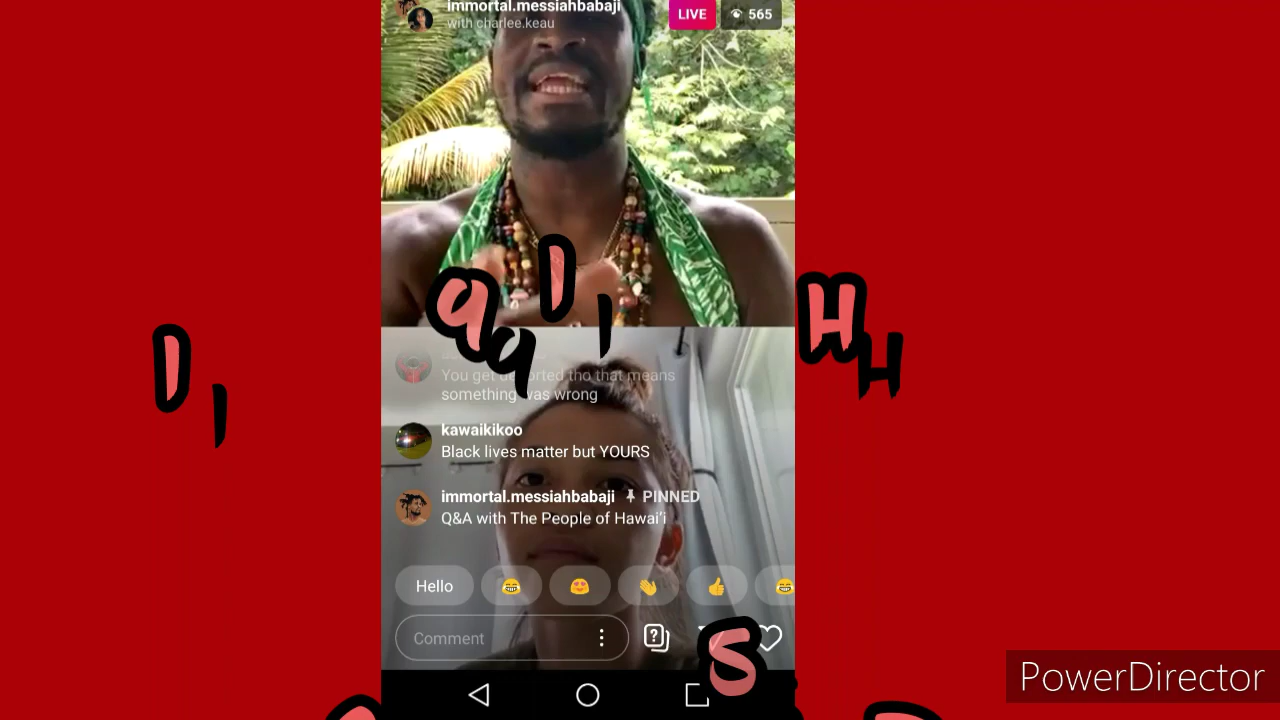 immortal.messiahbabaji
with charlee.keau
LIVE
565
You get deported tho that means
something was wrong
kawaikikoo
Black lives matter but YOURS
immortal.messiahbabaji PINNED
Q&A with The People of Hawai'i
Hello
Comment
S
PowerDirector